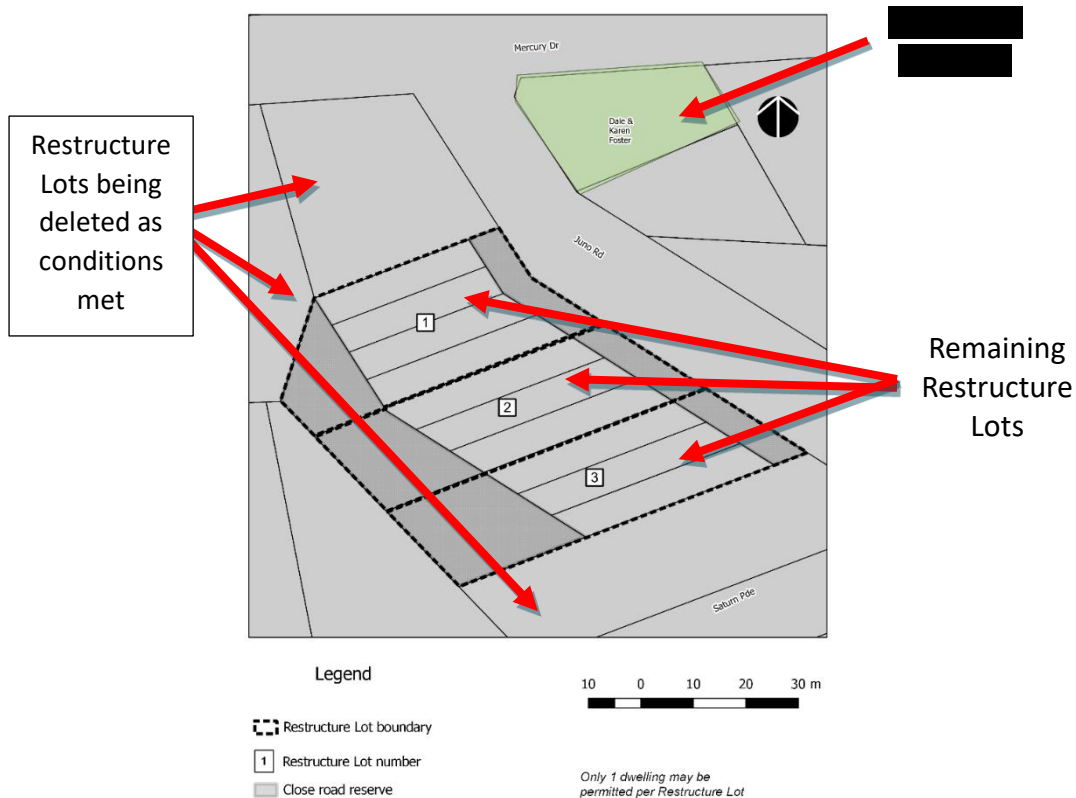 Mercury Dr
Dale &
Karen
Foster
Restructure
Lots being
deleted as
conditions
met
Juno Rd
1
2
3
Remaining
Restructure
Lots
Saturn Pde
Legend
Restructure Lot boundary
1 Restructure Lot number
Close road reserve
10 0 10 20 30 m
Only 1 dwelling may be
permitted per Restructure Lot